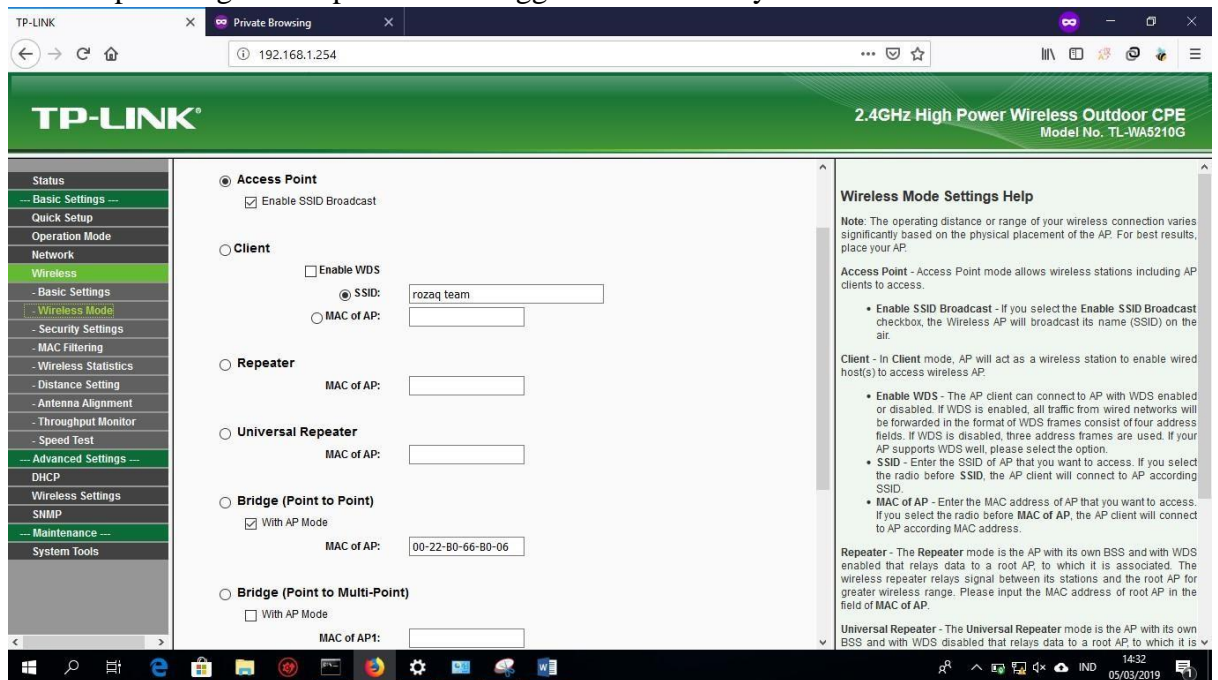 TP-LINK
Private Browsing
192.168.1.254
TP-LINK®
2.4GHz High Power Wireless Outdoor CPE
Model No. TL-WA5210G
Status
--- Basic Settings ---
Quick Setup
Operation Mode
Network
Wireless
- Basic Settings
- Wireless Mode
- Security Settings
- MAC Filtering
- Wireless Statistics
- Distance Setting
- Antenna Alignment
- Throughput Monitor
- Speed Test
--- Advanced Settings ---
DHCP
Wireless Settings
SNMP
--- Maintenance ---
System Tools
Access Point
Enable SSID Broadcast
Client
Enable WDS
SSID: rozaq team
MAC of AP:
Repeater
MAC of AP:
Universal Repeater
MAC of AP:
Bridge (Point to Point)
With AP Mode
MAC of AP: 00-22-B0-66-B0-06
Bridge (Point to Multi-Point)
With AP Mode
MAC of AP1:
Wireless Mode Settings Help
Note: The operating distance or range of your wireless connection varies
significantly based on the physical placement of the AP. For best results,
place your AP.
Access Point - Access Point mode allows wireless stations including AP
clients to access.
• Enable SSID Broadcast - If you select the Enable SSID Broadcast
checkbox, the Wireless AP will broadcast its name (SSID) on the
air.
Client - In Client mode, AP will act as a wireless station to enable wired
host(s) to access wireless AP.
• Enable WDS - The AP client can connect to AP with WDS enabled
or disabled. If WDS is enabled, all traffic from wired networks will
be forwarded in the format of WDS frames consist of four address
fields. If WDS is disabled, three address frames are used. If your
AP supports WDS well, please select the option.
• SSID - Enter the SSID of AP that you want to access. If you select
the radio before SSID, the AP client will connect to AP according
SSID.
• MAC of AP - Enter the MAC address of AP that you want to access.
If you select the radio before MAC of AP, the AP client will connect
to AP according MAC address.
Repeater - The Repeater mode is the AP with its own BSS and with WDS
enabled that relays data to a root AP, to which it is associated. The
wireless repeater relays signal between its stations and the root AP for
greater wireless range. Please input the MAC address of root AP in the
field of MAC of AP.
Universal Repeater - The Universal Repeater mode is the AP with its own
BSS and with WDS disabled that relays data to a root AP, to which it is
IND
14:32
05/03/2019